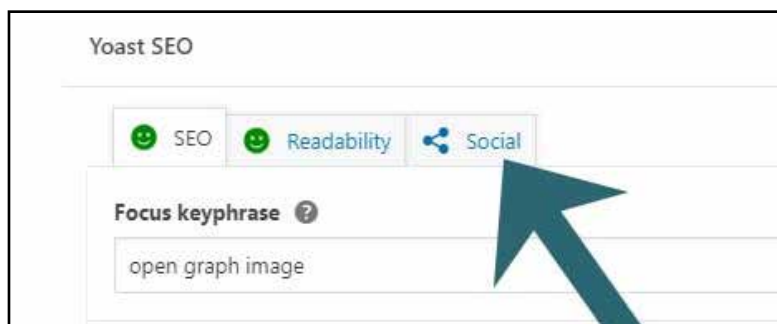 Yoast SEO
SEO Readability Social
Focus keyphrase ?
open graph image